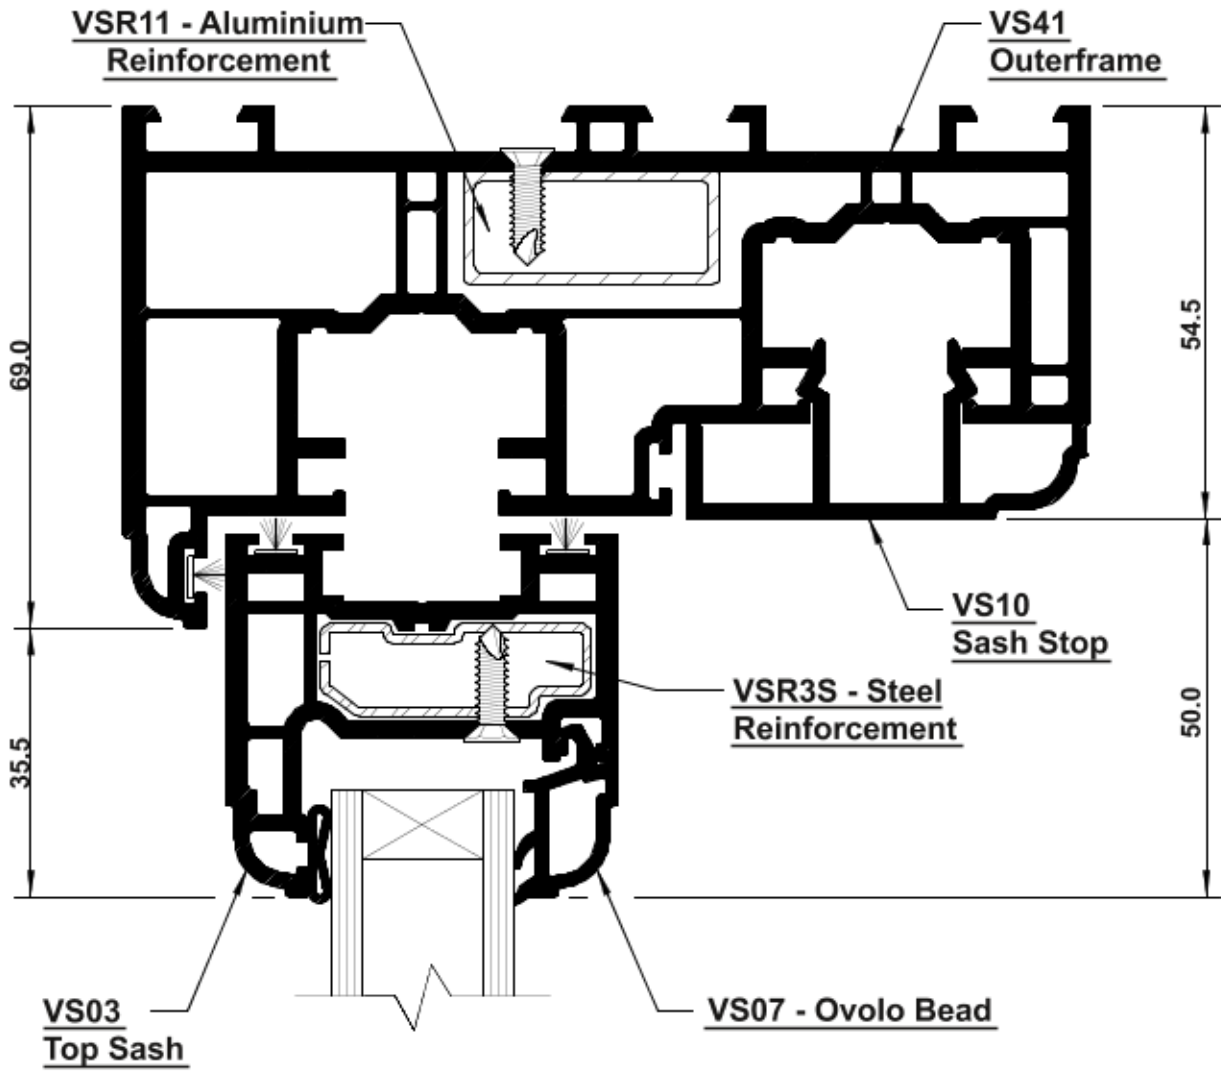 VSR11 - Aluminium
Reinforcement
VS41
Outerframe
69.0
54.5
VS10
Sash Stop
VSR3S - Steel
Reinforcement
35.5
50.0
VS03
Top Sash
VS07 - Ovolo Bead